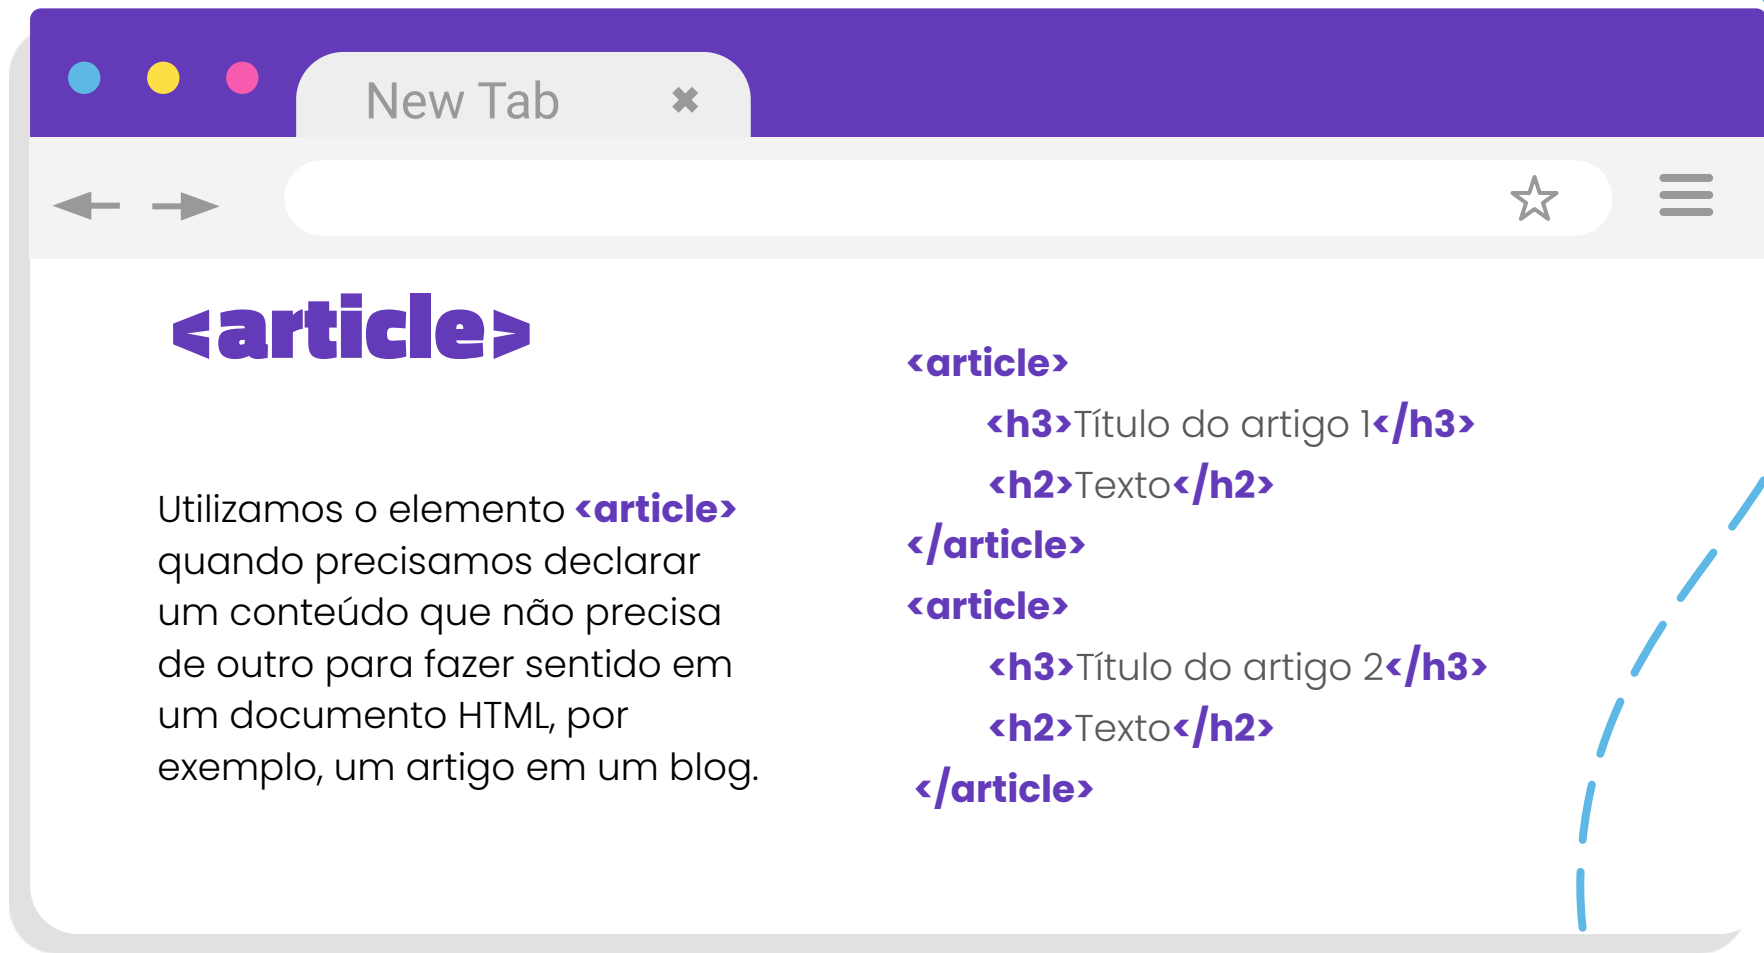 New Tab
<article>
Utilizamos o elemento <article>
quando precisamos declarar
um conteúdo que não precisa
de outro para fazer sentido em
um documento HTML, por
exemplo, um artigo em um blog.
<article>
<h3>Título do artigo 1</h3>
<h2>Texto</h2>
</article>
<article>
<h3>Título do artigo 2</h3>
<h2>Texto</h2>
</article>